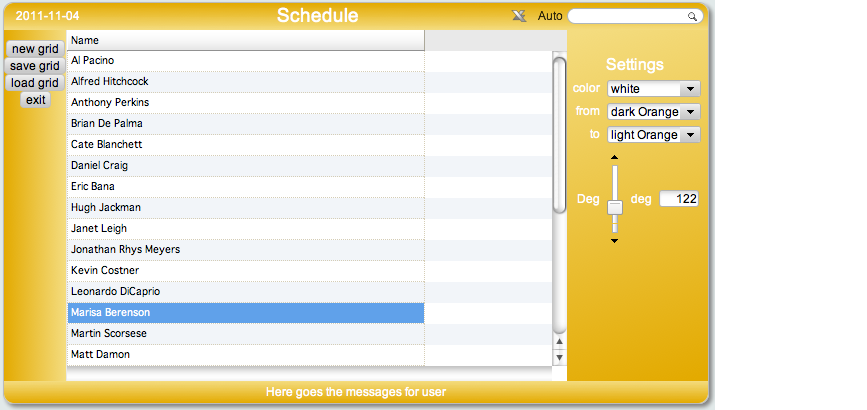 2011-11-04 Schedule Auto
new grid
save grid
load grid
exit
Name
Al Pacino
Alfred Hitchcock
Anthony Perkins
Brian De Palma
Cate Blanchett
Daniel Craig
Eric Bana
Hugh Jackman
Janet Leigh
Jonathan Rhys Meyers
Kevin Costner
Leonardo DiCaprio
Marisa Berenson
Martin Scorsese
Matt Damon
Settings
color white
from dark Orange
to light Orange
Deg deg 122
Here goes the messages for user